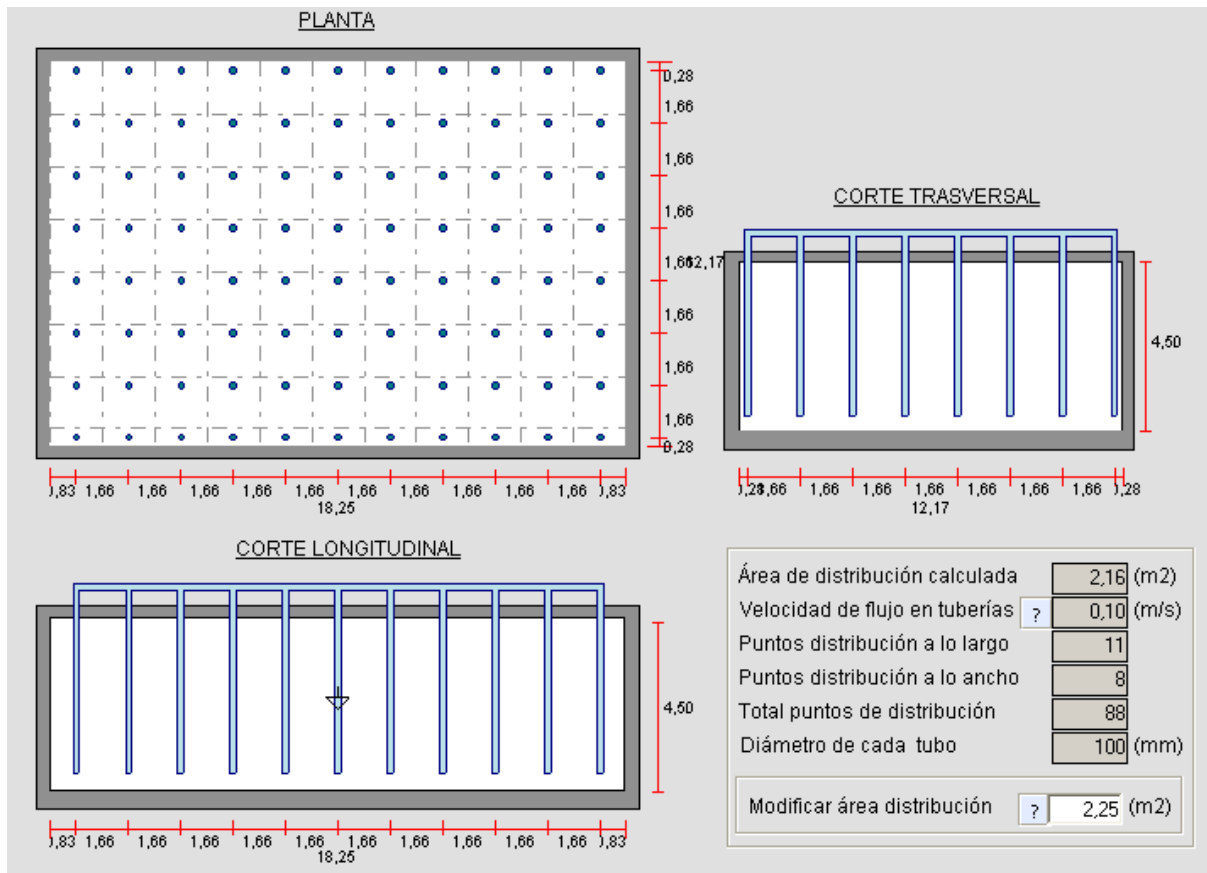 PLANTA
0,28
1,66
1,66
1,66
1,66 12,17
1,66
1,66
1,66
0,28
0,83 1,66 1,66 1,66 1,66 1,66 1,66 1,66 1,66 1,66 1,66 0,83
18,25
CORTE TRASVERSAL
4,50
0,28 1,66 1,66 1,66 1,66 1,66 1,66 1,66 0,28
12,17
CORTE LONGITUDINAL
4,50
0,83 1,66 1,66 1,66 1,66 1,66 1,66 1,66 1,66 1,66 1,66 0,83
18,25
Área de distribución calculada 2,16 (m2)
Velocidad de flujo en tuberías ? 0,10 (m/s)
Puntos distribución a lo largo 11
Puntos distribución a lo ancho 8
Total puntos de distribución 88
Diámetro de cada tubo 100 (mm)
Modificar área distribución ? 2,25 (m2)